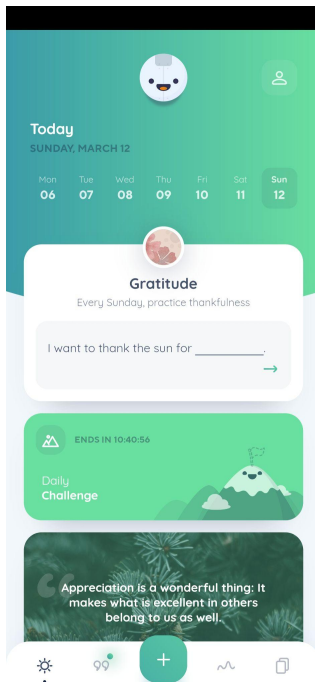 Today
SUNDAY, MARCH 12
Mon Tue Wed Thu Fri Sat Sun
06 07 08 09 10 11 12
Gratitude
Every Sunday, practice thankfulness
I want to thank the sun for ___________.
ENDS IN 10:40:56
Daily
Challenge
Appreciation is a wonderful thing: It
makes what is excellent in others
belong to us as well.